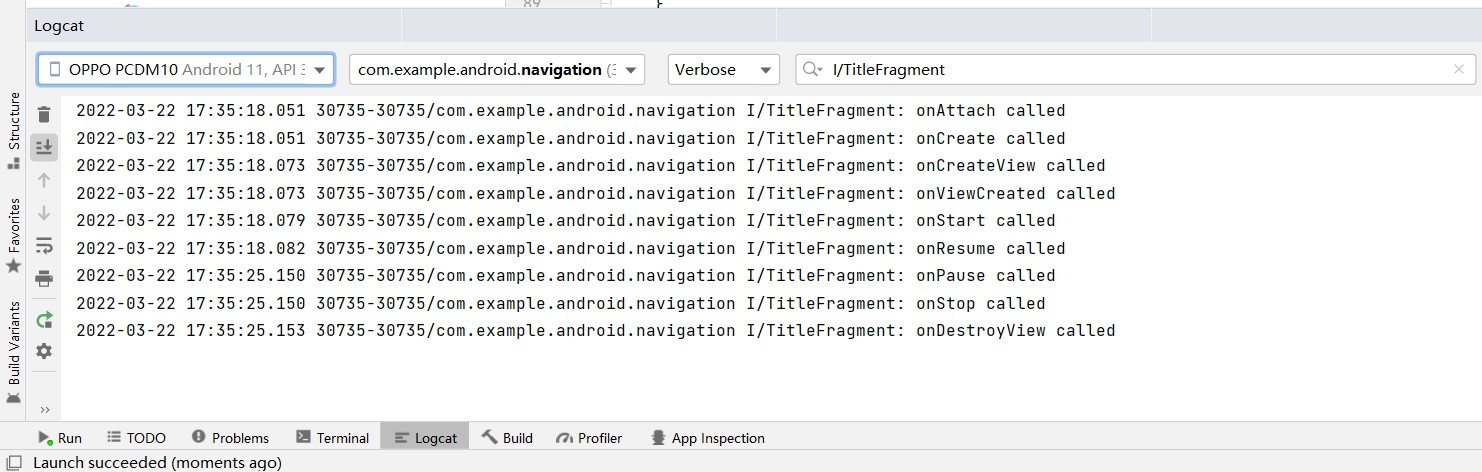 89 }
Logcat
OPPO PCDM10 Android 11, API com.example.android.navigation ( Verbose I/TitleFragment
2022-03-22 17:35:18.051 30735-30735/com.example.android.navigation I/TitleFragment: onAttach called
2022-03-22 17:35:18.051 30735-30735/com.example.android.navigation I/TitleFragment: onCreate called
2022-03-22 17:35:18.073 30735-30735/com.example.android.navigation I/TitleFragment: onCreateView called
2022-03-22 17:35:18.073 30735-30735/com.example.android.navigation I/TitleFragment: onViewCreated called
2022-03-22 17:35:18.079 30735-30735/com.example.android.navigation I/TitleFragment: onStart called
2022-03-22 17:35:18.082 30735-30735/com.example.android.navigation I/TitleFragment: onResume called
2022-03-22 17:35:25.150 30735-30735/com.example.android.navigation I/TitleFragment: onPause called
2022-03-22 17:35:25.150 30735-30735/com.example.android.navigation I/TitleFragment: onStop called
2022-03-22 17:35:25.153 30735-30735/com.example.android.navigation I/TitleFragment: onDestroyView called
Structure
Favorites
Build Variants
Run TODO Problems Terminal Logcat Build Profiler App Inspection
Launch succeeded (moments ago)